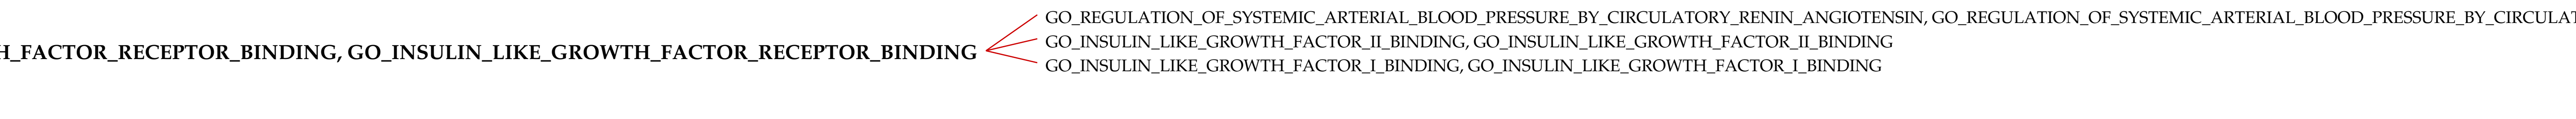 GO_REGULATION_OF_SYSTEMIC_ARTERIAL_BLOOD_PRESSURE_BY_CIRCULATORY_RENIN_ANGIOTENSIN, GO_REGULATION_OF_SYSTEMIC_ARTERIAL_BLOOD_PRESSURE_BY_CIRCULAT
GO_INSULIN_LIKE_GROWTH_FACTOR_II_BINDING, GO_INSULIN_LIKE_GROWTH_FACTOR_II_BINDING
H_FACTOR_RECEPTOR_BINDING, GO_INSULIN_LIKE_GROWTH_FACTOR_RECEPTOR_BINDING
GO_INSULIN_LIKE_GROWTH_FACTOR_I_BINDING, GO_INSULIN_LIKE_GROWTH_FACTOR_I_BINDING